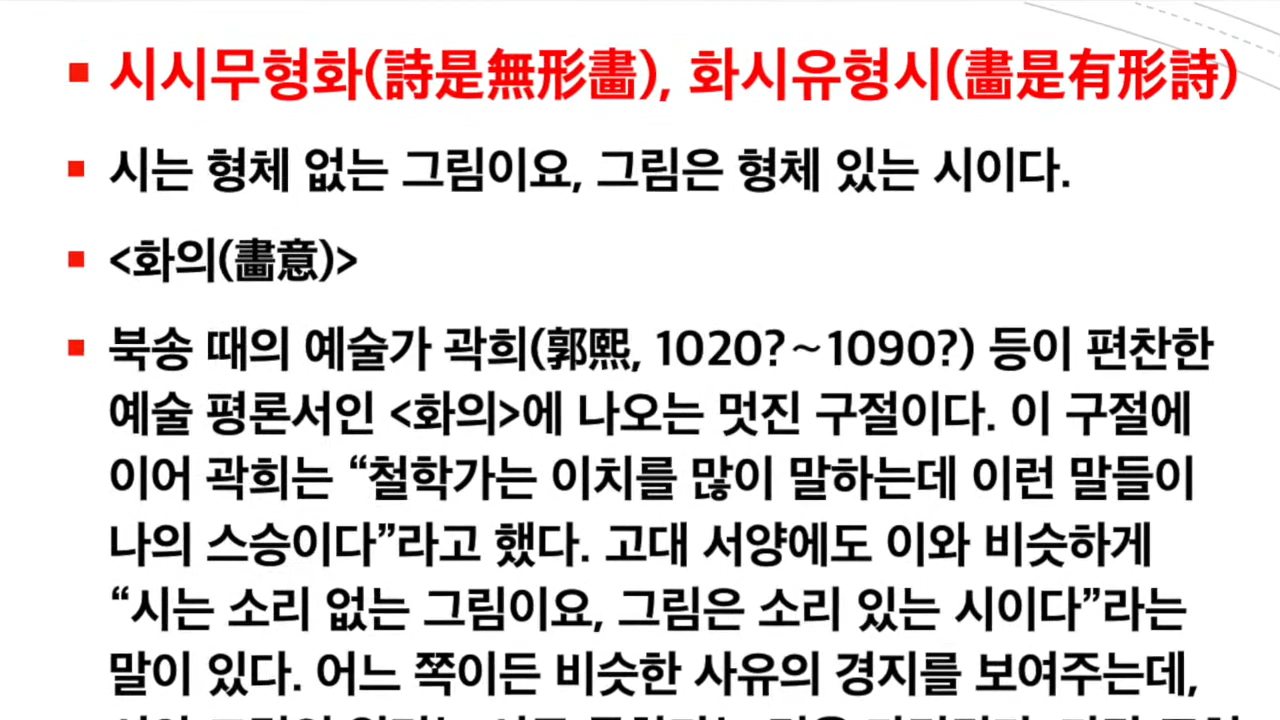 시시무형화(詩是無形畵), 화시유형시(畵是有形詩)
시는 형체 없는 그림이요, 그림은 형체 있는 시이다.
<화의(畵意)>
북송 때의 예술가 곽희(郭熙, 1020?~1090?) 등이 편찬한
예술 평론서인 <화의>에 나오는 멋진 구절이다. 이 구절에
이어 곽희는 “철학가는 이치를 많이 말하는데 이런 말들이
나의 스승이다”라고 했다. 고대 서양에도 이와 비슷하게
“시는 소리 없는 그림이요, 그림은 소리 있는 시이다”라는
말이 있다. 어느 쪽이든 비슷한 사유의 경지를 보여주는데,